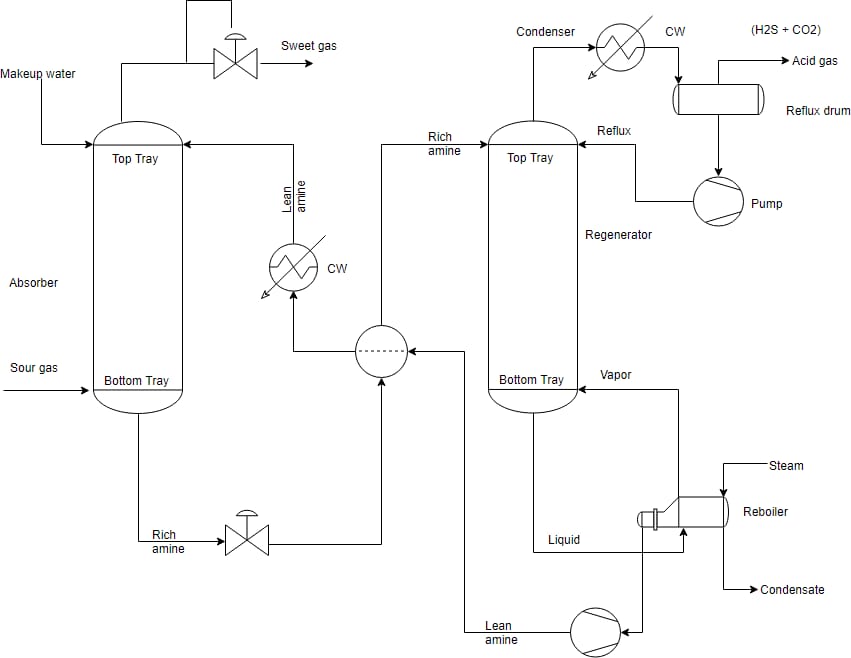 Condenser
CW
(H2S + CO2)
Sweet gas
Acid gas
Makeup water
Reflux drum
Rich
amine
Reflux
Top Tray
Top Tray
Lean
amine
Pump
Regenerator
CW
Absorber
Sour gas
Bottom Tray
Bottom Tray
Vapor
Steam
Reboiler
Rich
amine
Liquid
Condensate
Lean
amine